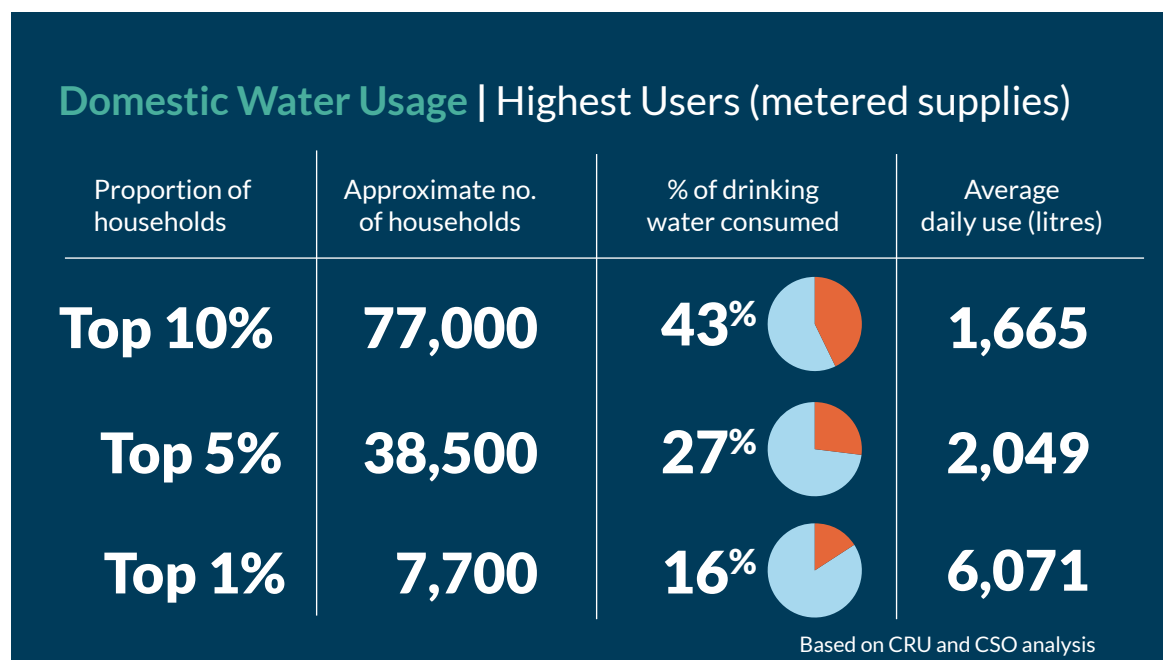 Domestic Water Usage | Highest Users (metered supplies)
Proportion of households
Approximate no. of households
% of drinking water consumed
Average daily use (litres)
Top 10% 77,000 43% 1,665
Top 5% 38,500 27% 2,049
Top 1% 7,700 16% 6,071
Based on CRU and CSO analysis